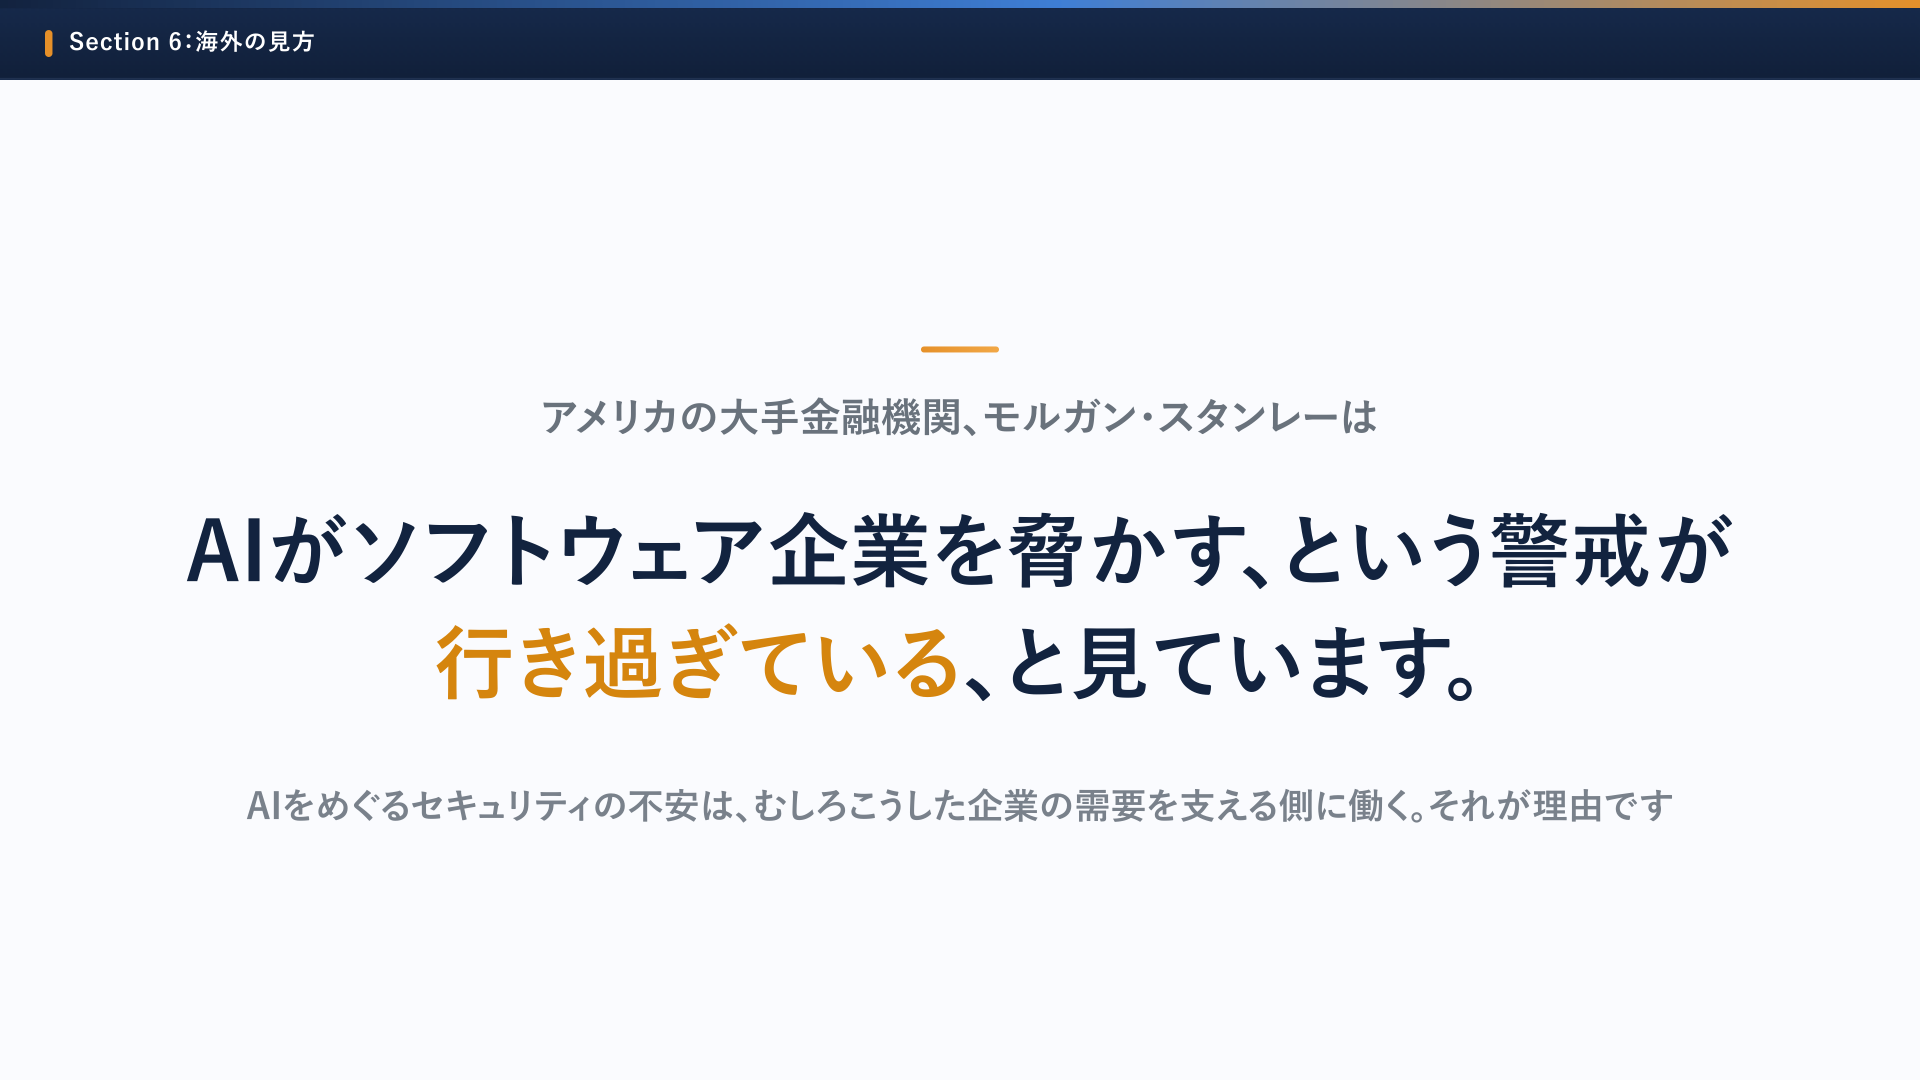 Section 6：海外の見方
アメリカの大手金融機関、モルガン・スタンレーは
AIがソフトウェア企業を脅かす、という警戒が
行き過ぎている、と見ています。
AIをめぐるセキュリティの不安は、むしろこうした企業の需要を支える側に働く。それが理由です